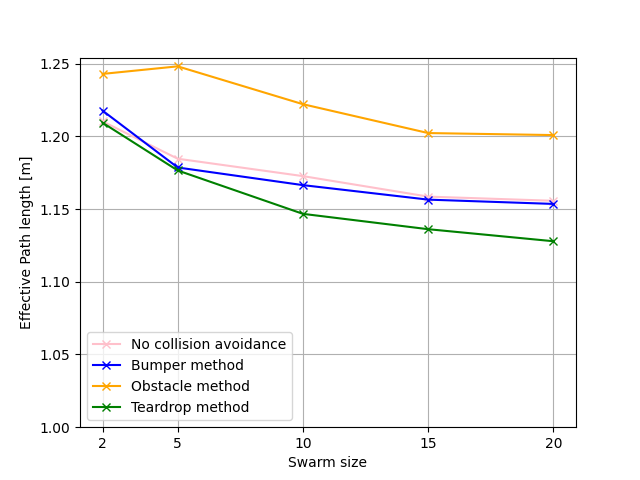 1.25
1.20
1.15
1.10
1.05
1.00
Effective Path length [m]
No collision avoidance
Bumper method
Obstacle method
Teardrop method
2 5 10 15 20
Swarm size